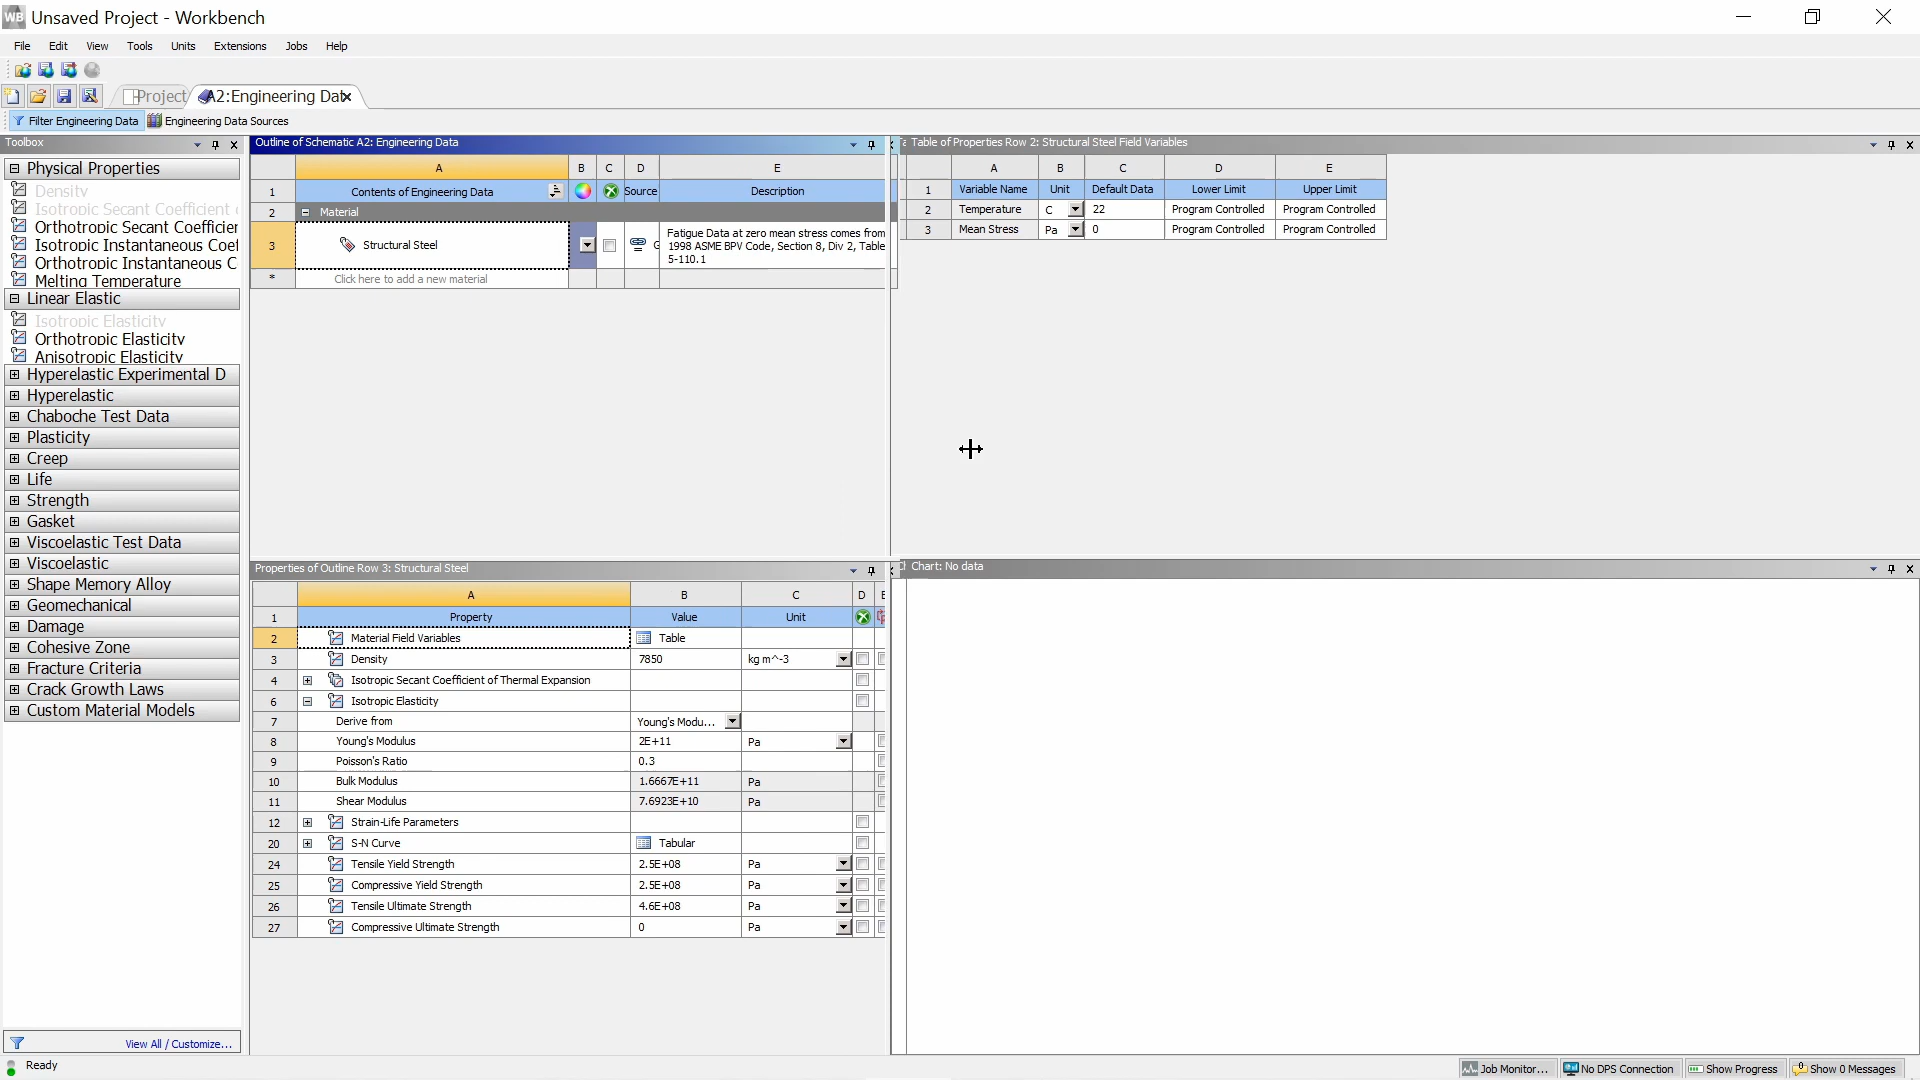 WB Unsaved Project - Workbench
File Edit View Tools Units Extensions Jobs Help
Project A2:Engineering Data
Filter Engineering Data Engineering Data Sources
Toolbox
Physical Properties
Density
Isotropic Secant Coefficient
Orthotropic Secant Coefficier
Isotropic Instantaneous Coef
Orthotropic Instantaneous C
Melting Temperature
Linear Elastic
Isotropic Elasticity
Orthotropic Elasticity
Anisotropic Elasticity
Hyperelastic Experimental D
Hyperelastic
Chaboche Test Data
Plasticity
Creep
Life
Strength
Gasket
Viscoelastic Test Data
Viscoelastic
Shape Memory Alloy
Geomechanical
Damage
Cohesive Zone
Fracture Criteria
Crack Growth Laws
Custom Material Models
View All / Customize...
Outline of Schematic A2: Engineering Data
A B C D E
1 Contents of Engineering Data Source Description
2 Material
3 Structural Steel Fatigue Data at zero mean stress comes from
1998 ASME BPV Code, Section 8, Div 2, Table
5-110.1
* Click here to add a new material
Table of Properties Row 2: Structural Steel Field Variables
A B C D E
1 Variable Name Unit Default Data Lower Limit Upper Limit
2 Temperature C 22 Program Controlled Program Controlled
3 Mean Stress Pa 0 Program Controlled Program Controlled
Properties of Outline Row 3: Structural Steel
A B C D E
1 Property Value Unit
2 Material Field Variables Table
3 Density 7850 kg m^-3
4 Isotropic Secant Coefficient of Thermal Expansion
6 Isotropic Elasticity
7 Derive from Young's Modu...
8 Young's Modulus 2E+11 Pa
9 Poisson's Ratio 0.3
10 Bulk Modulus 1.6667E+11 Pa
11 Shear Modulus 7.6923E+10 Pa
12 Strain-Life Parameters
20 S-N Curve Tabular
24 Tensile Yield Strength 2.5E+08 Pa
25 Compressive Yield Strength 2.5E+08 Pa
26 Tensile Ultimate Strength 4.6E+08 Pa
27 Compressive Ultimate Strength 0 Pa
Chart: No data
Ready
Job Monitor... No DPS Connection Show Progress Show 0 Messages